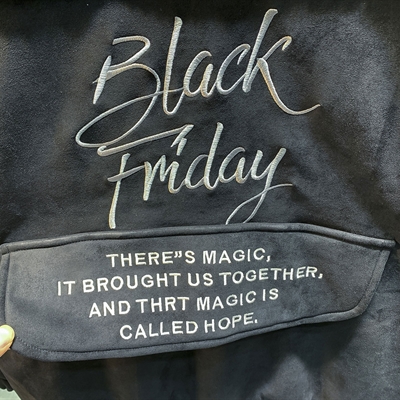 Black
Friday
THERE"S MAGIC,
IT BROUGHT US TOGETHER,
AND THRT MAGIC IS
CALLED HOPE.